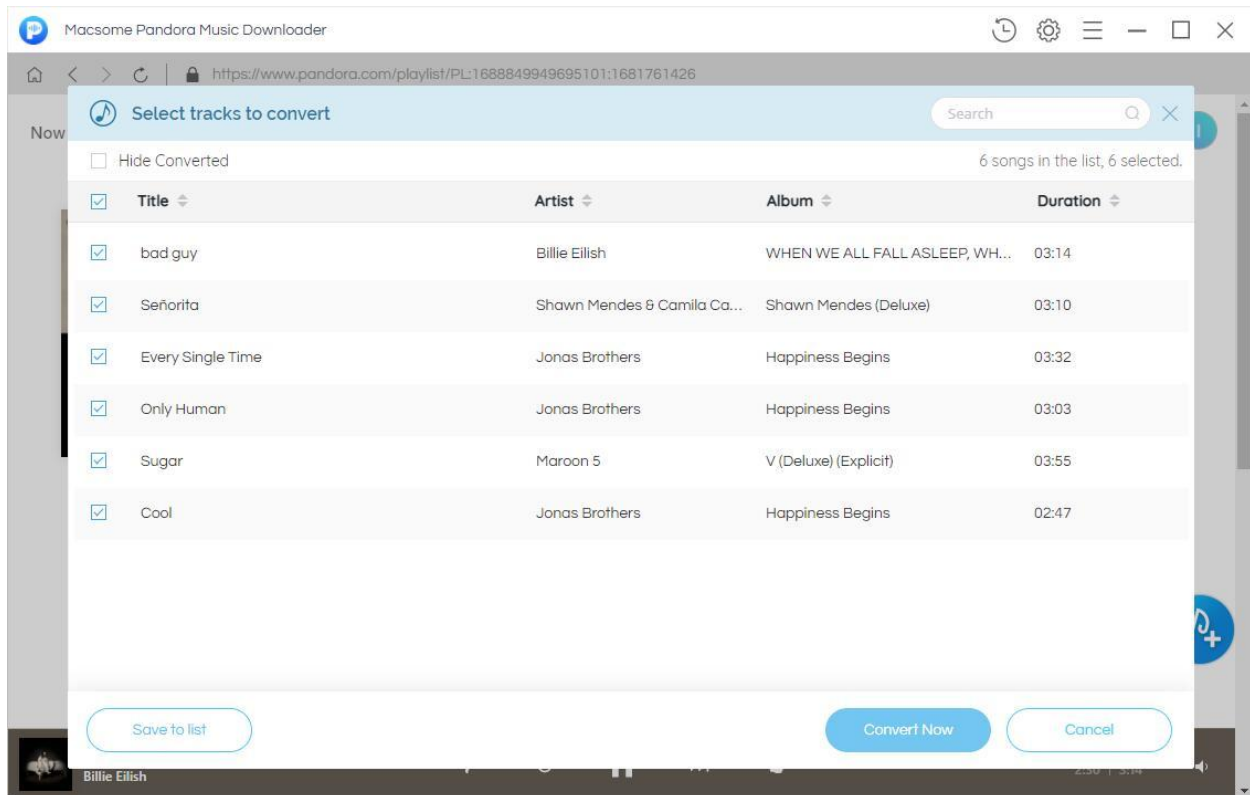 Macsome Pandora Music Downloader
https://www.pandora.com/playlist/PL:1688849949695101:1681761426
Now
Select tracks to convert
Search
Hide Converted
6 songs in the list, 6 selected.
Title Artist Album Duration
bad guy Billie Eilish WHEN WE ALL FALL ASLEEP, WH... 03:14
Señorita Shawn Mendes & Camila Ca... Shawn Mendes (Deluxe) 03:10
Every Single Time Jonas Brothers Happiness Begins 03:32
Only Human Jonas Brothers Happiness Begins 03:03
Sugar Maroon 5 V (Deluxe) (Explicit) 03:55
Cool Jonas Brothers Happiness Begins 02:47
Save to list Convert Now Cancel
Billie Eilish 2:30 | 3:14